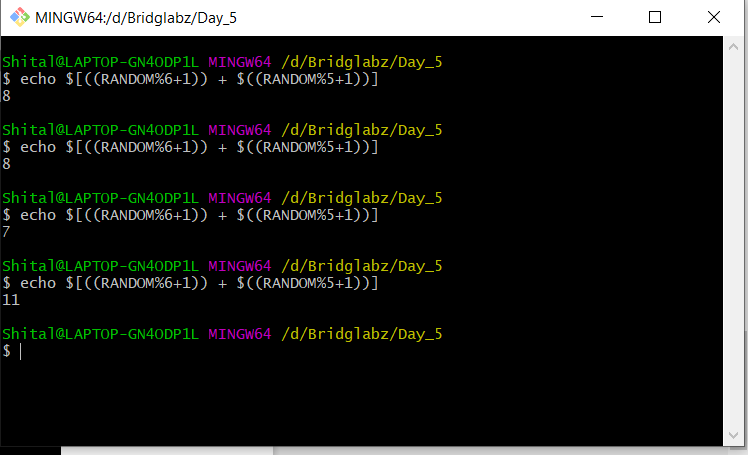 MINGW64:/d/Bridglabz/Day_5
Shital@LAPTOP-GN4ODP1L MINGW64 /d/Bridglabz/Day_5
$ echo $[((RANDOM%6+1)) + $((RANDOM%5+1))]
8
Shital@LAPTOP-GN4ODP1L MINGW64 /d/Bridglabz/Day_5
$ echo $[((RANDOM%6+1)) + $((RANDOM%5+1))]
8
Shital@LAPTOP-GN4ODP1L MINGW64 /d/Bridglabz/Day_5
$ echo $[((RANDOM%6+1)) + $((RANDOM%5+1))]
7
Shital@LAPTOP-GN4ODP1L MINGW64 /d/Bridglabz/Day_5
$ echo $[((RANDOM%6+1)) + $((RANDOM%5+1))]
11
Shital@LAPTOP-GN4ODP1L MINGW64 /d/Bridglabz/Day_5
$